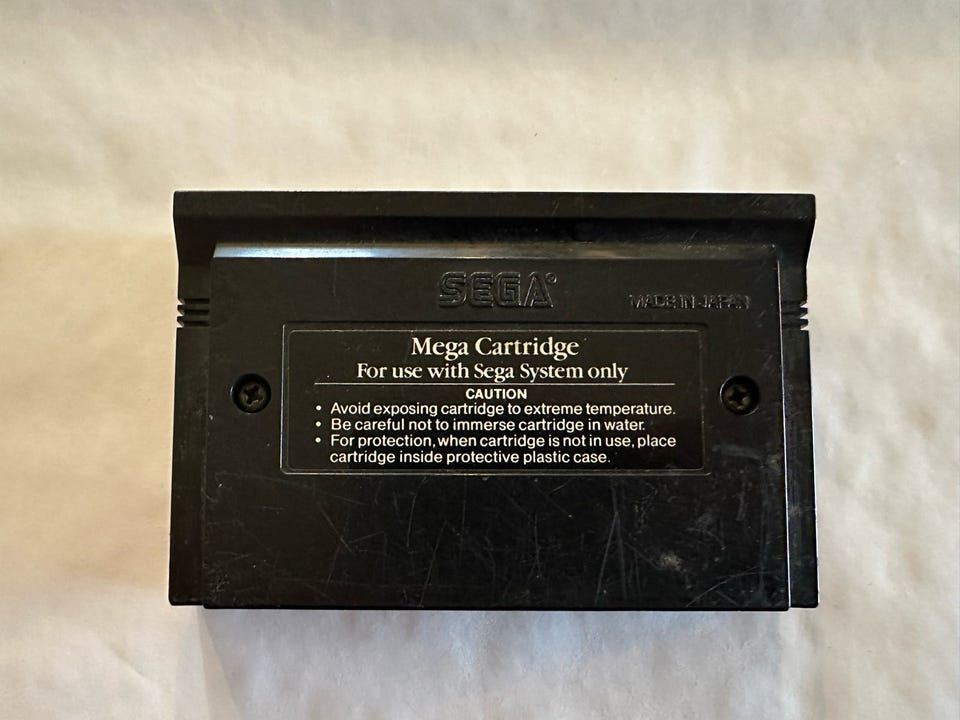 SEGA®
MADE IN JAPAN
Mega Cartridge
For use with Sega System only
CAUTION
• Avoid exposing cartridge to extreme temperature.
• Be careful not to immerse cartridge in water.
• For protection, when cartridge is not in use, place
cartridge inside protective plastic case.